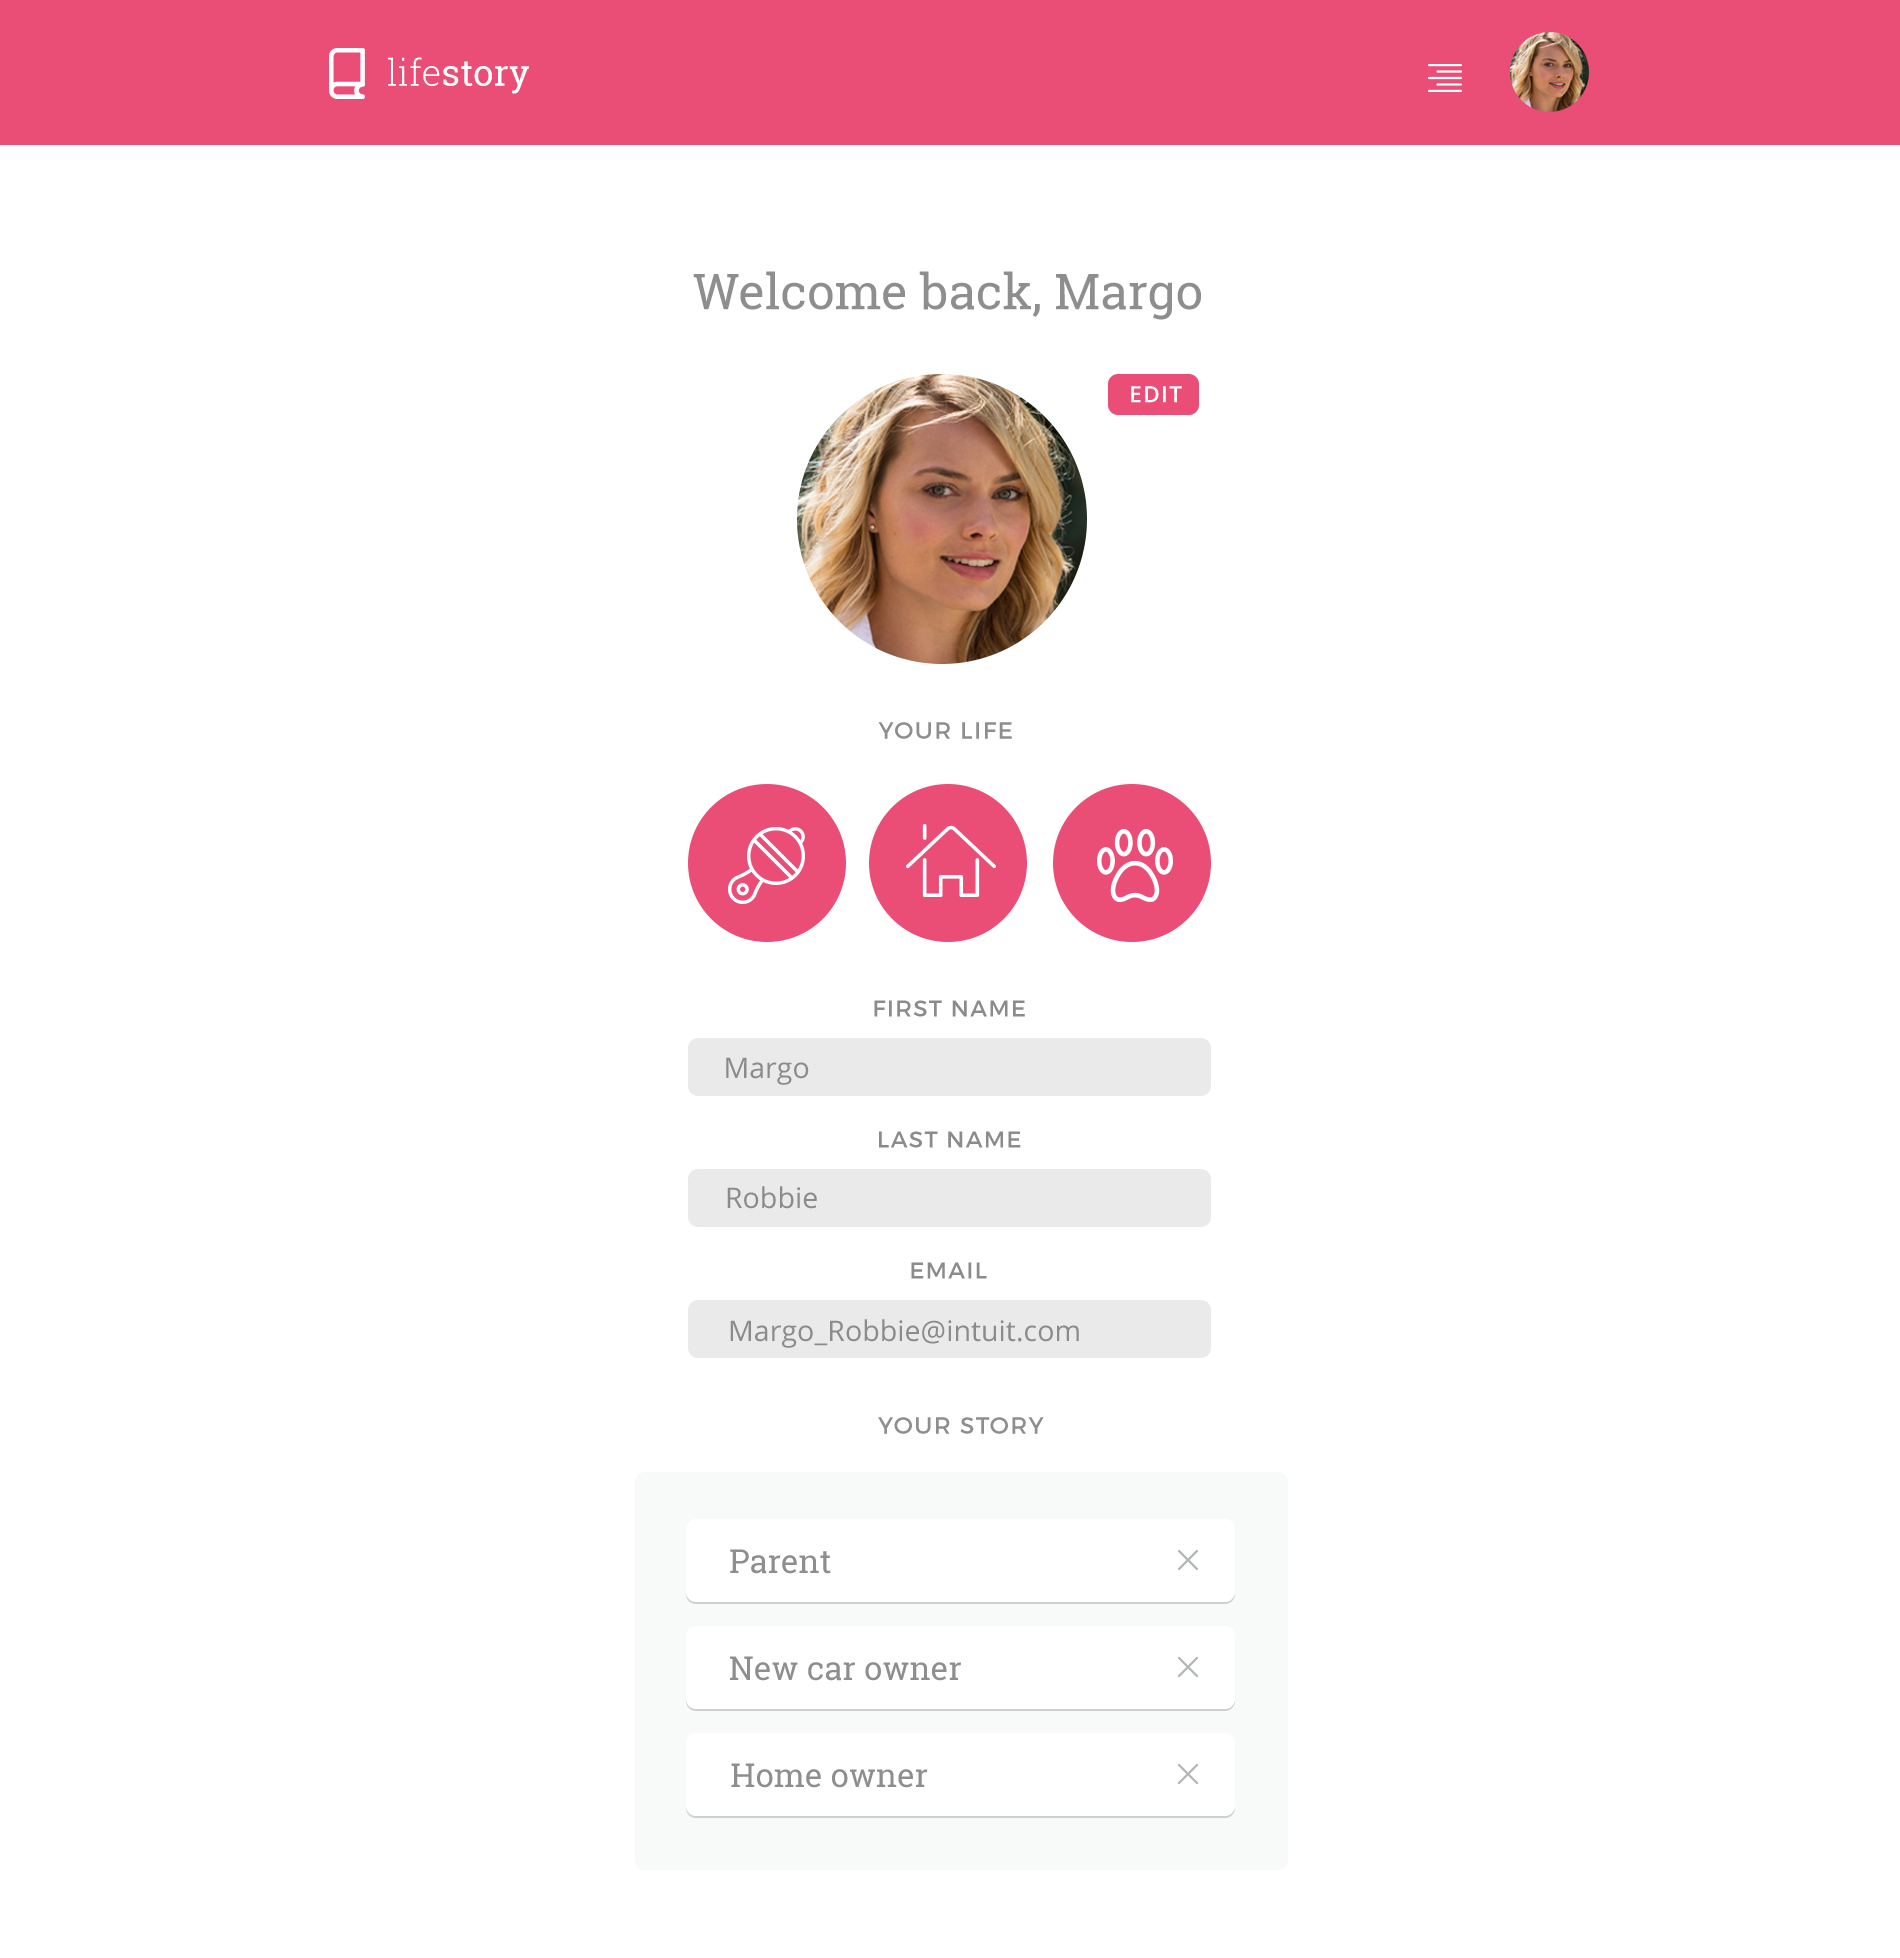 lifestory
Welcome back, Margo
EDIT
YOUR LIFE
FIRST NAME
Margo
LAST NAME
Robbie
EMAIL
Margo_Robbie@intuit.com
YOUR STORY
Parent
New car owner
Home owner